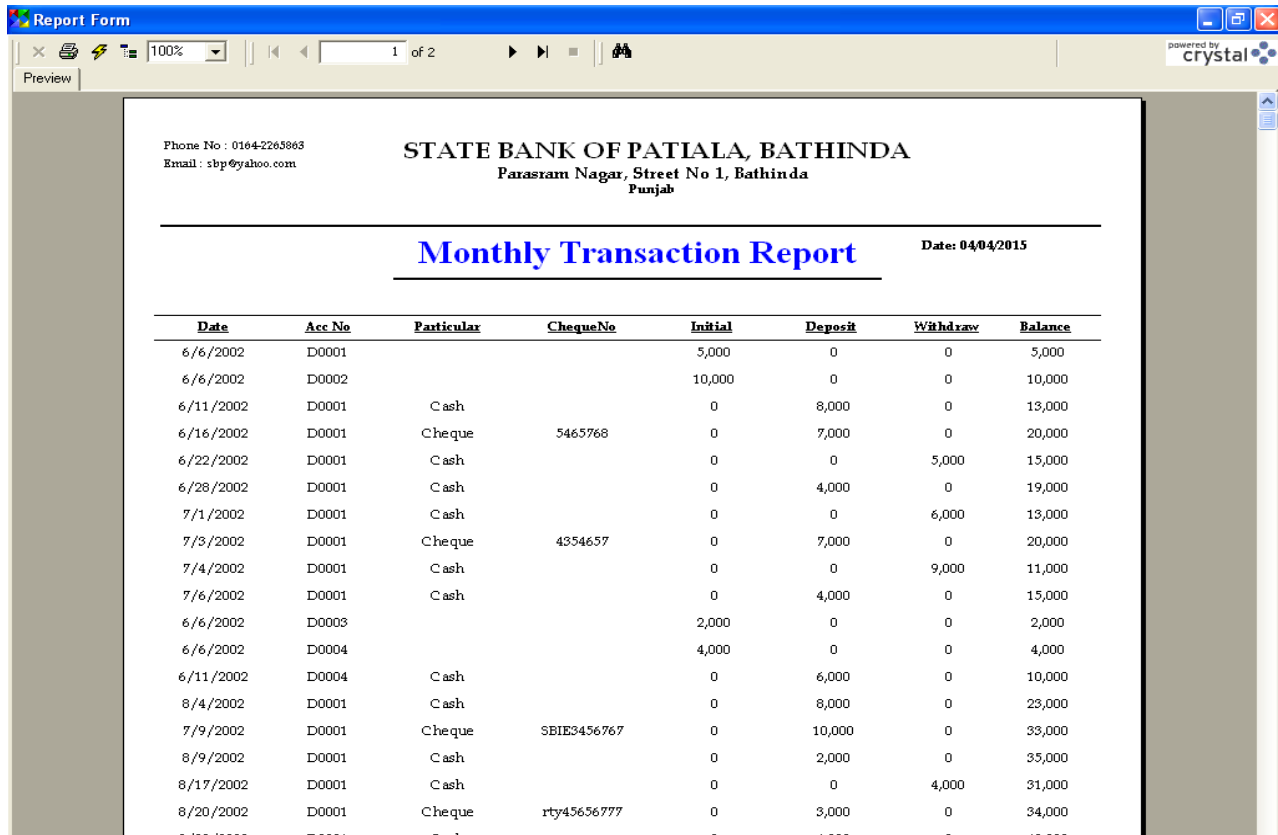 Report Form
100%
1 of 2
powered by
crystal
Preview
Phone No : 0164-2265863
Email : sbp@yahoo.com
STATE BANK OF PATIALA, BATHINDA
Parasram Nagar, Street No 1, Bathinda
Punjab
Monthly Transaction Report
Date: 04/04/2015
Date Acc No Particular ChequeNo Initial Deposit Withdraw Balance
6/6/2002 D0001 5,000 0 0 5,000
6/6/2002 D0002 10,000 0 0 10,000
6/11/2002 D0001 Cash 0 8,000 0 13,000
6/16/2002 D0001 Cheque 5465768 0 7,000 0 20,000
6/22/2002 D0001 Cash 0 0 5,000 15,000
6/28/2002 D0001 Cash 0 4,000 0 19,000
7/1/2002 D0001 Cash 0 0 6,000 13,000
7/3/2002 D0001 Cheque 4354657 0 7,000 0 20,000
7/4/2002 D0001 Cash 0 0 9,000 11,000
7/6/2002 D0001 Cash 0 4,000 0 15,000
6/6/2002 D0003 2,000 0 0 2,000
6/6/2002 D0004 4,000 0 0 4,000
6/11/2002 D0004 Cash 0 6,000 0 10,000
8/4/2002 D0001 Cash 0 8,000 0 23,000
7/9/2002 D0001 Cheque SBIE3456767 0 10,000 0 33,000
8/9/2002 D0001 Cash 0 2,000 0 35,000
8/17/2002 D0001 Cash 0 0 4,000 31,000
8/20/2002 D0001 Cheque rty45656777 0 3,000 0 34,000